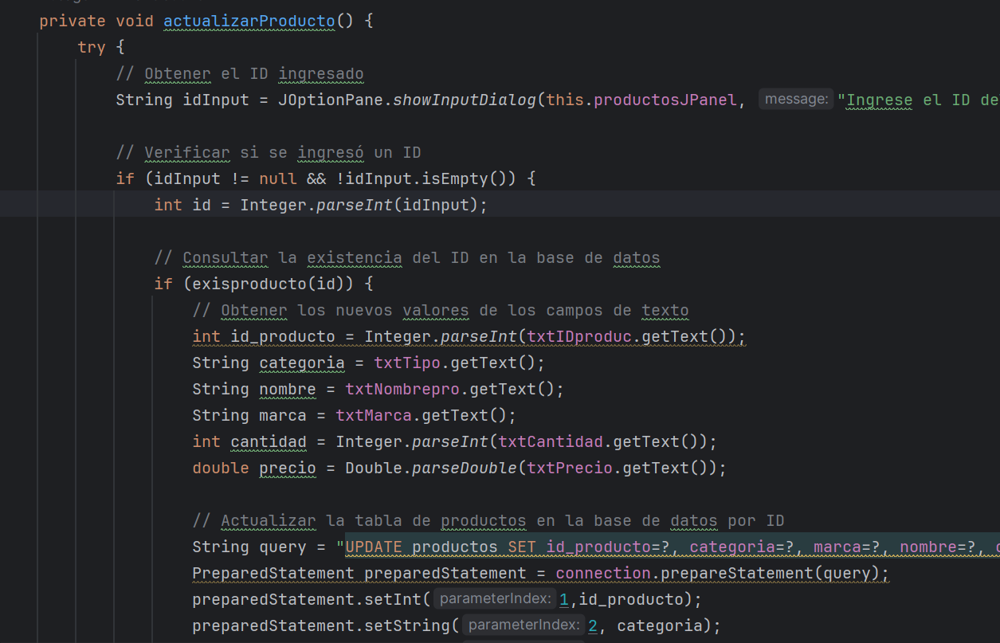 private void actualizarProducto() {
try {
// Obtener el ID ingresado
String idInput = JOptionPane.showInputDialog(this.productosJPanel, message: "Ingrese el ID de
// Verificar si se ingresó un ID
if (idInput != null && !idInput.isEmpty()) {
int id = Integer.parseInt(idInput);
// Consultar la existencia del ID en la base de datos
if (exisproducto(id)) {
// Obtener los nuevos valores de los campos de texto
int id_producto = Integer.parseInt(txtIDproduc.getText());
String categoria = txtTipo.getText();
String nombre = txtNombrepro.getText();
String marca = txtMarca.getText();
int cantidad = Integer.parseInt(txtCantidad.getText());
double precio = Double.parseDouble(txtPrecio.getText());
// Actualizar la tabla de productos en la base de datos por ID
String query = "UPDATE productos SET id_producto=?, categoria=?, marca=?, nombre=?,
PreparedStatement preparedStatement = connection.prepareStatement(query);
preparedStatement.setInt( parameterIndex: 1,id_producto);
preparedStatement.setString( parameterIndex: 2, categoria);